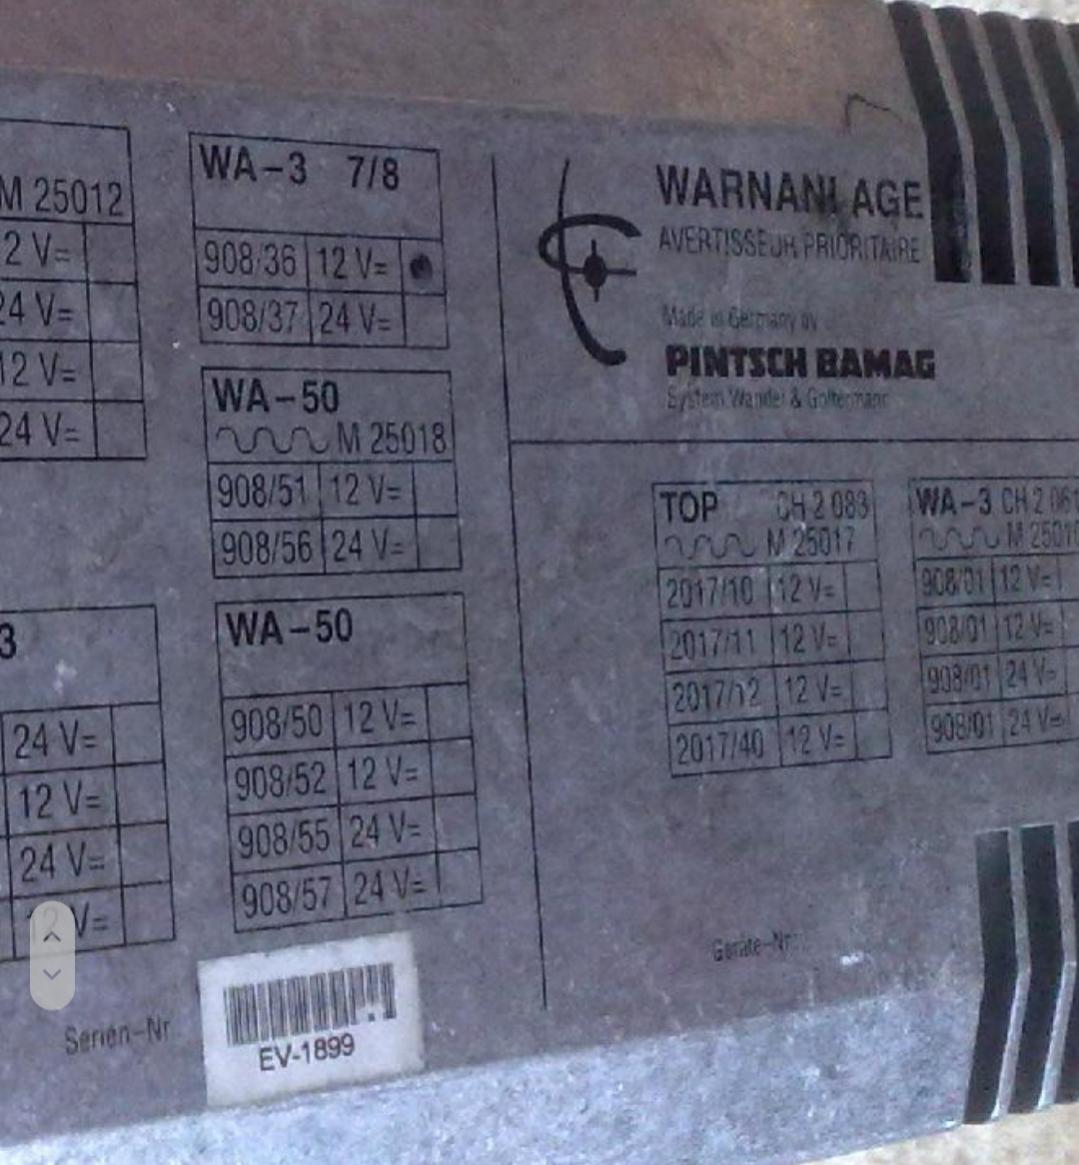 M 25012
2 V=
24 V=
12 V=
24 V=
3
24 V=
12 V=
24 V=
V=
Serien-Nr
WA-3 7/8
908/36 12 V=
908/37 24 V=
WA-50
M 25018
908/51 12 V=
908/56 24 V=
WA-50
908/50 12 V=
908/52 12 V=
908/55 24 V=
908/57 24 V=
EV-1899
WARNANLAGE
AVERTISSEUR PRIORITAIRE
Made in Germany by
PINTSCH BAMAG
System Wandel & Goltermann
TOP CH 2 083
M 25017
2017/10 12 V=
2017/11 12 V=
2017/12 12 V=
2017/40 12 V=
WA-3 CH 2 061
M 25010
908/01 12 V=
908/01 12 V=
908/01 24 V=
908/01 24 V=
Geräte-Nr.